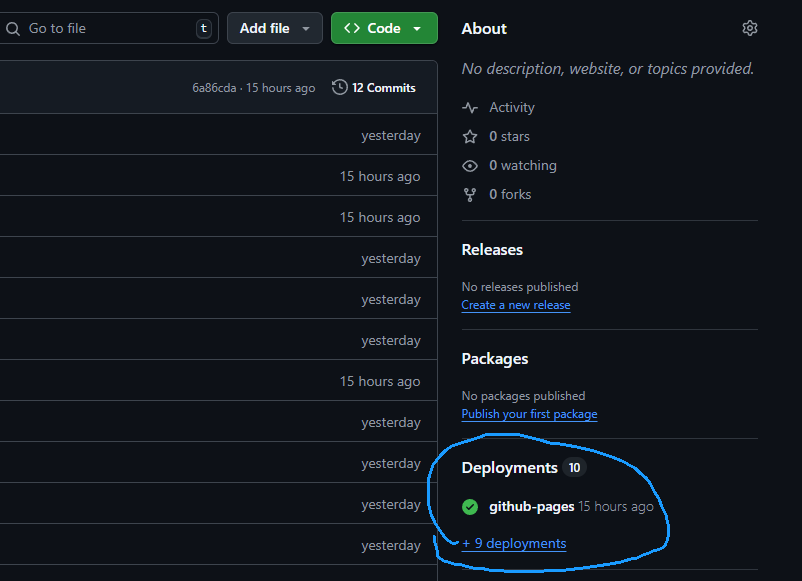 Go to file t Add file Code
6a86cda · 15 hours ago 12 Commits
yesterday
15 hours ago
15 hours ago
yesterday
yesterday
yesterday
15 hours ago
yesterday
yesterday
yesterday
yesterday
About
No description, website, or topics provided.
Activity
0 stars
0 watching
0 forks
Releases
No releases published
Create a new release
Packages
No packages published
Publish your first package
Deployments 10
github-pages 15 hours ago
+ 9 deployments